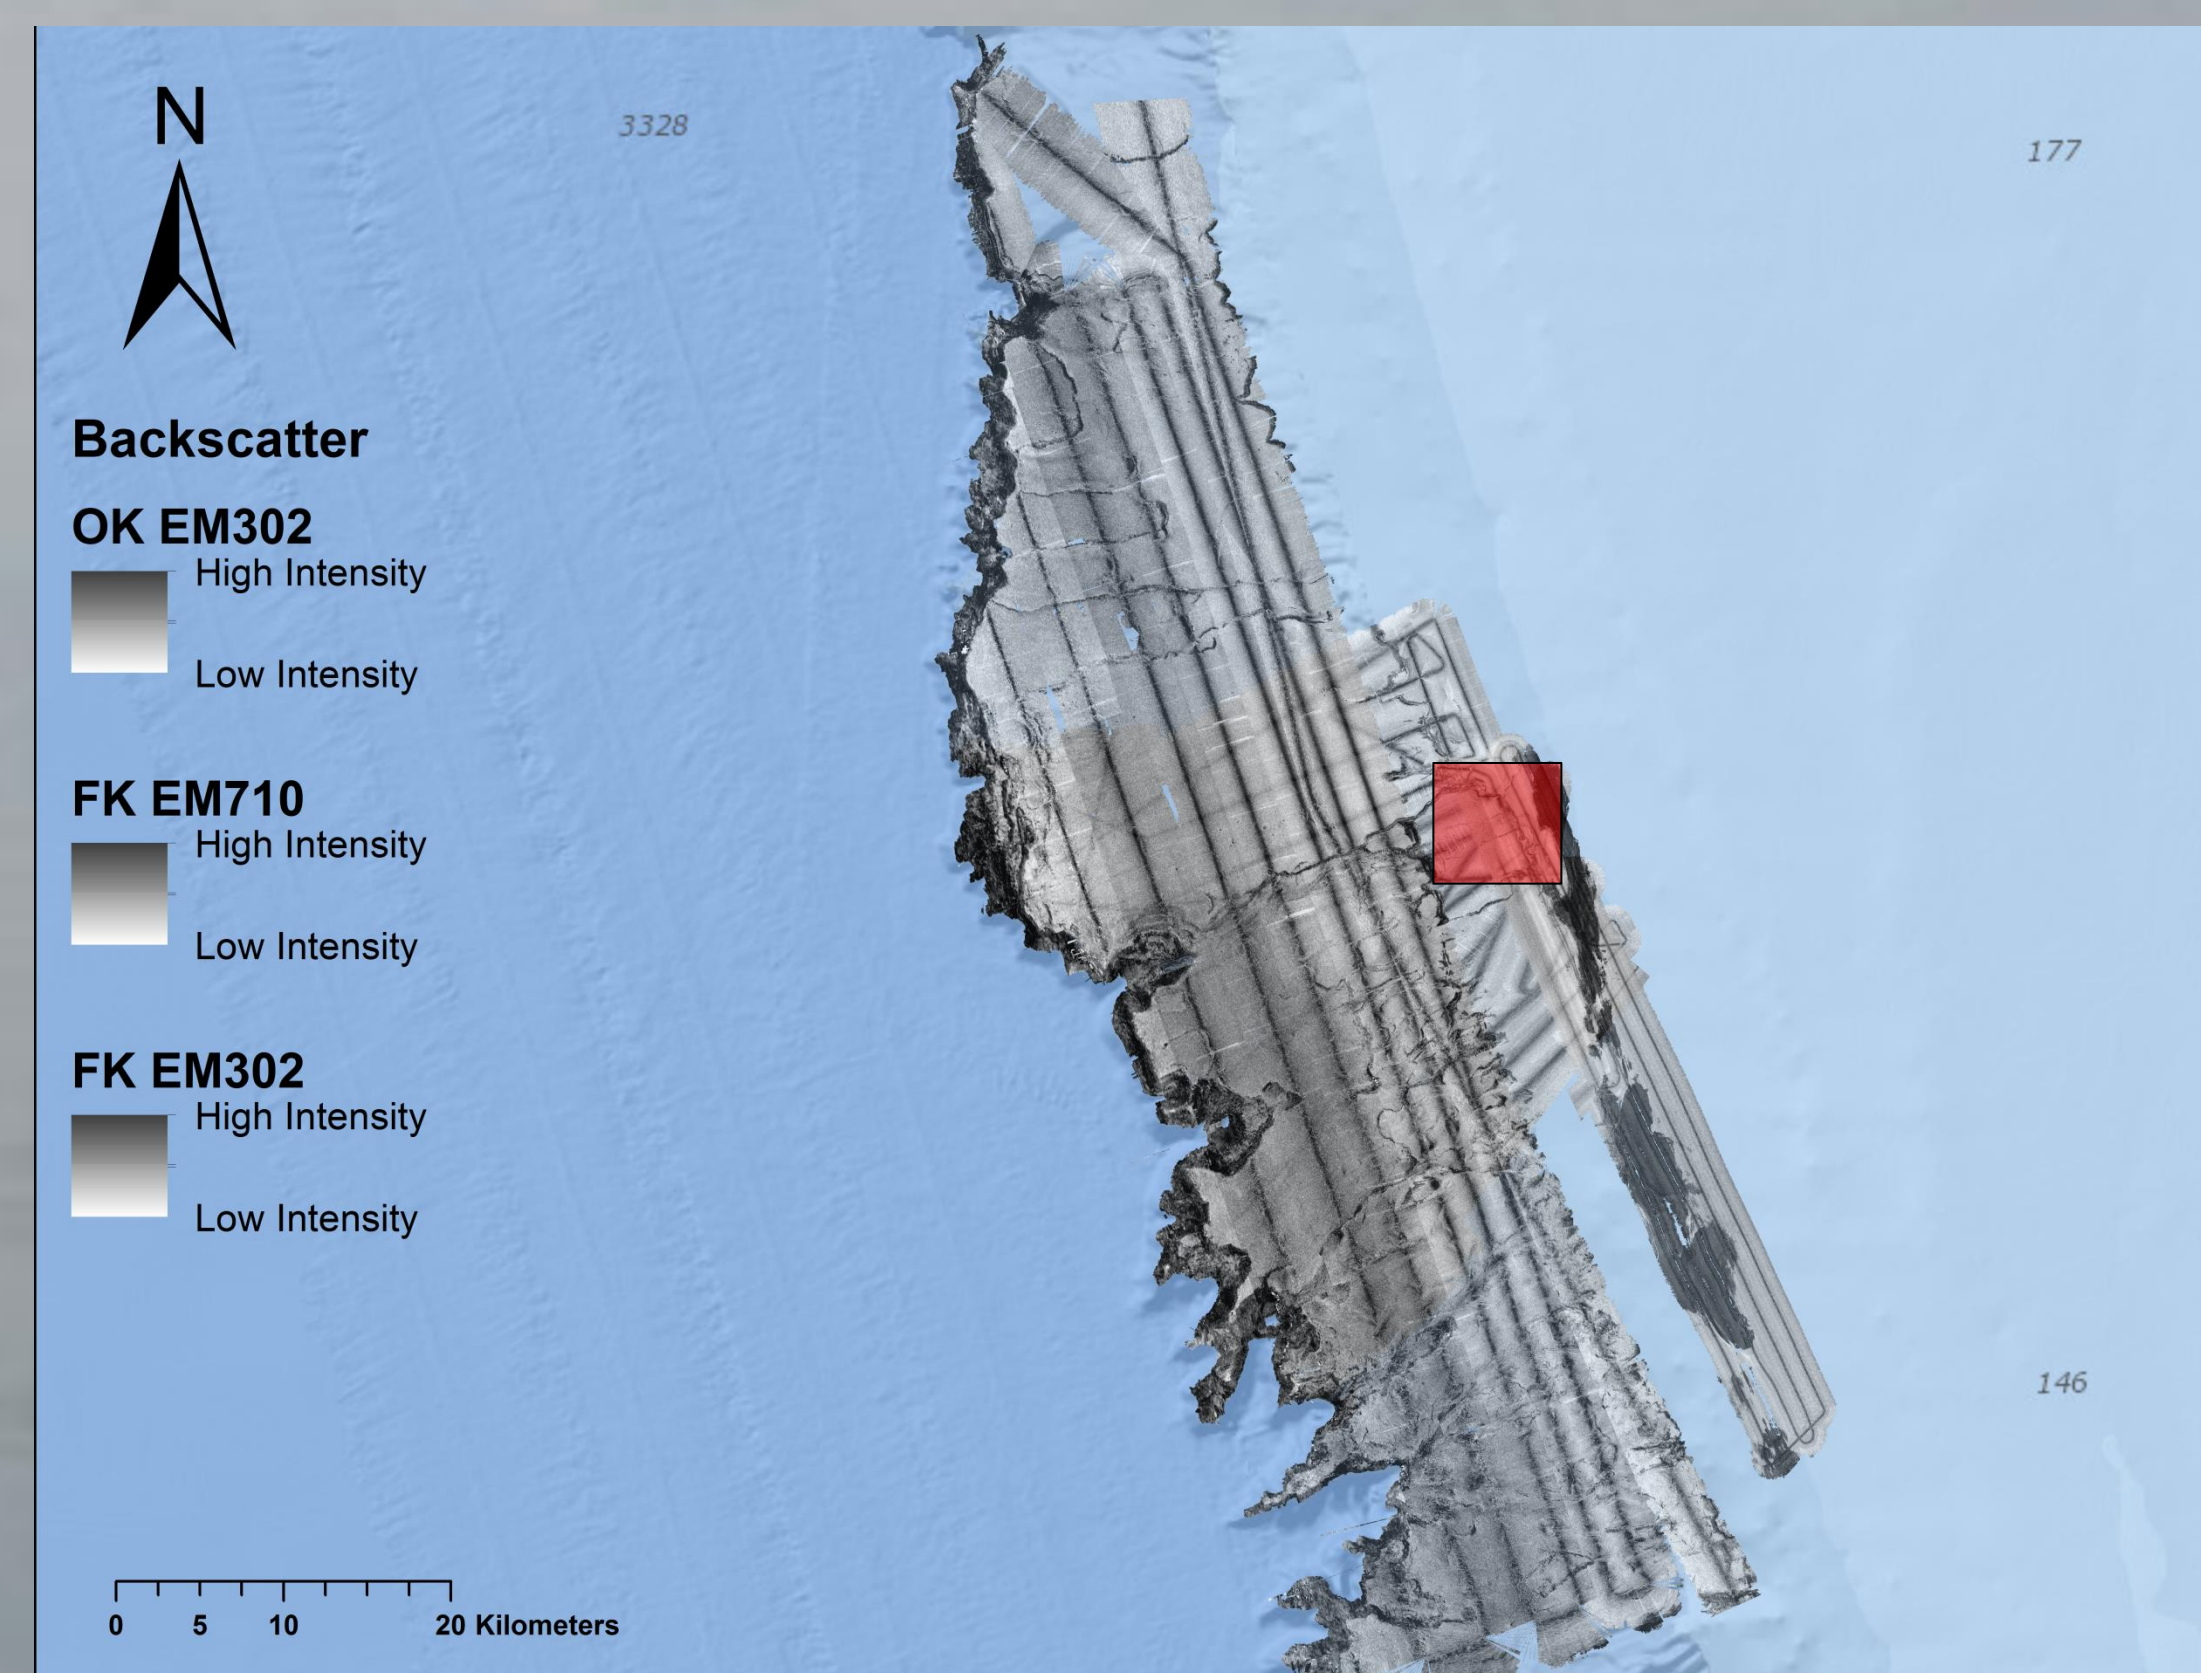 N
3328
177
Backscatter
OK EM302
High Intensity
Low Intensity
FK EM710
High Intensity
Low Intensity
FK EM302
High Intensity
Low Intensity
146
0 5 10 20 Kilometers